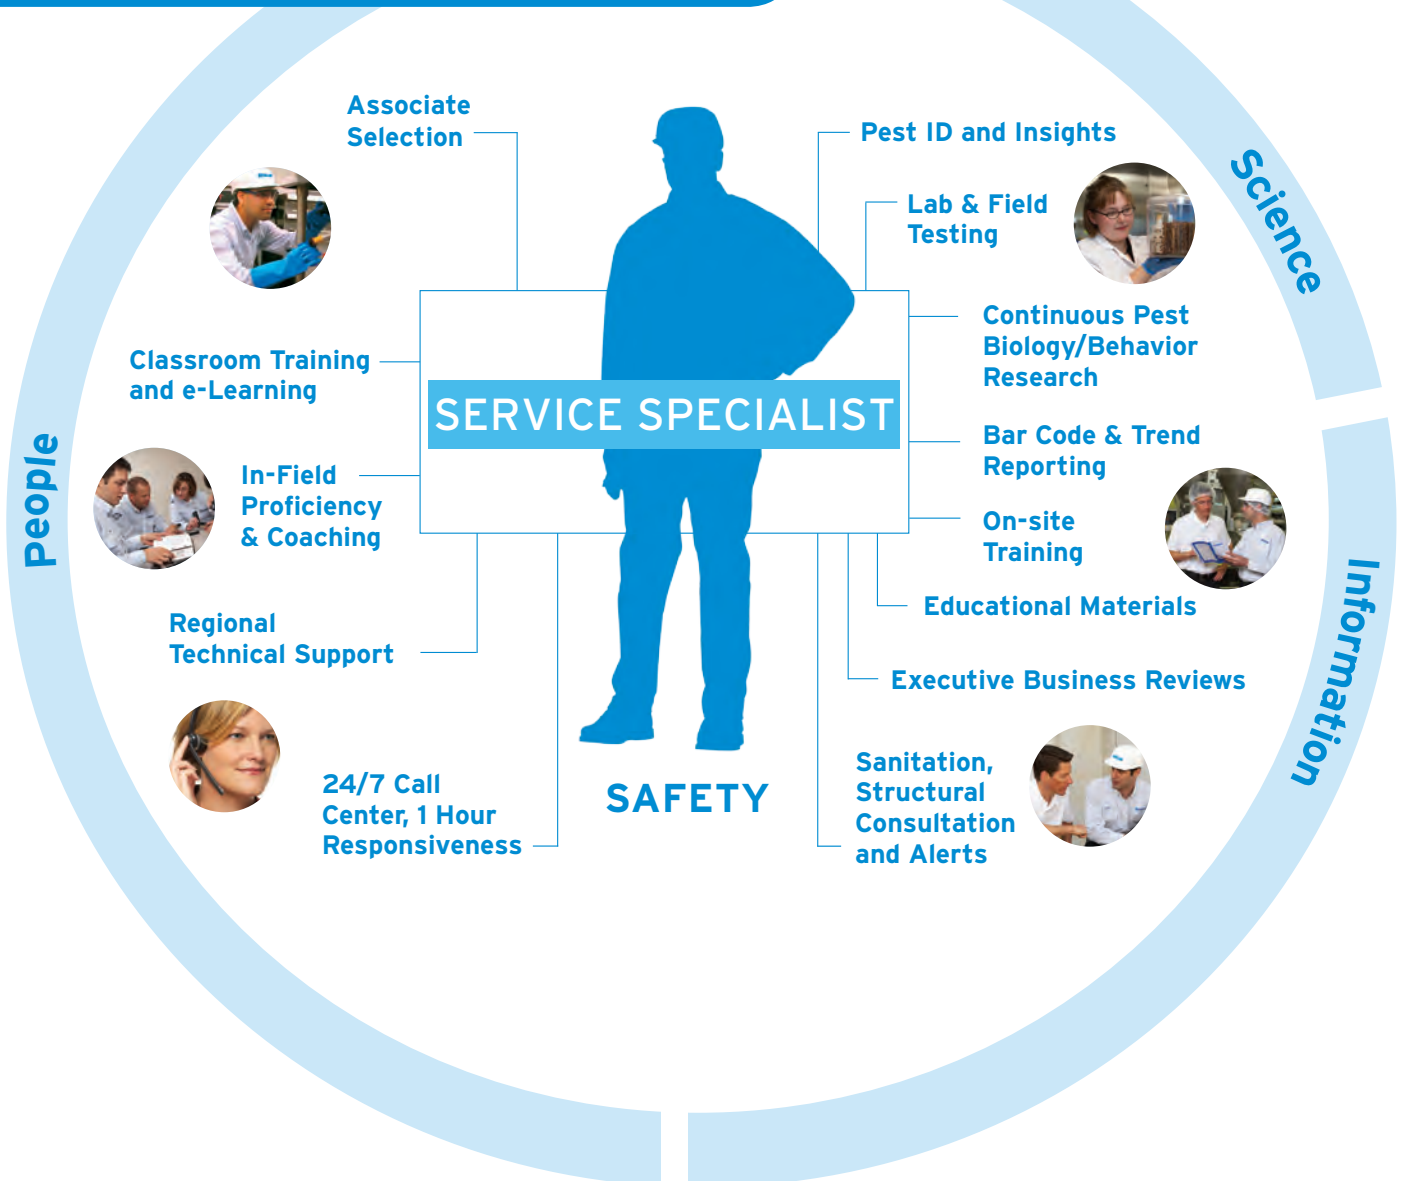 Associate
Selection
Pest ID and Insights
Lab & Field
Testing
Science
Continuous Pest
Biology/Behavior
Research
Classroom Training
and e-Learning
SERVICE SPECIALIST
Bar Code & Trend
Reporting
People
In-Field
Proficiency
& Coaching
On-site
Training
Information
Educational Materials
Regional
Technical Support
Executive Business Reviews
24/7 Call
Center, 1 Hour
Responsiveness
SAFETY
Sanitation,
Structural
Consultation
and Alerts